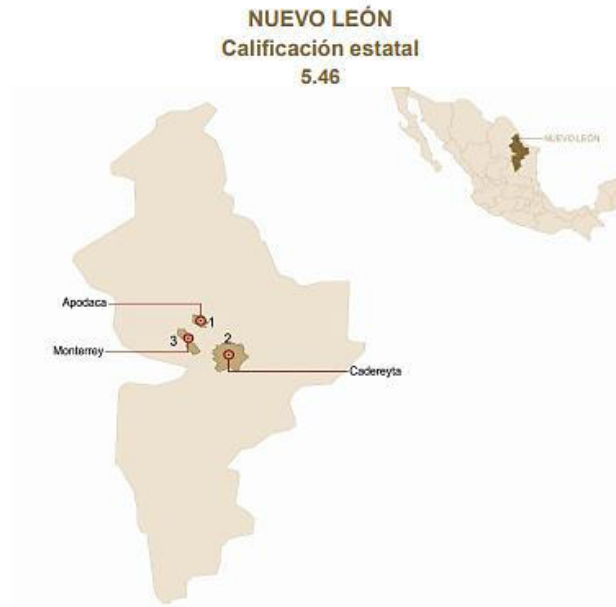 NUEVO LEÓN
Calificación estatal
5.46
NUEVO LEÓN
Apodaca
1
3
2
Monterrey
Cadereyta